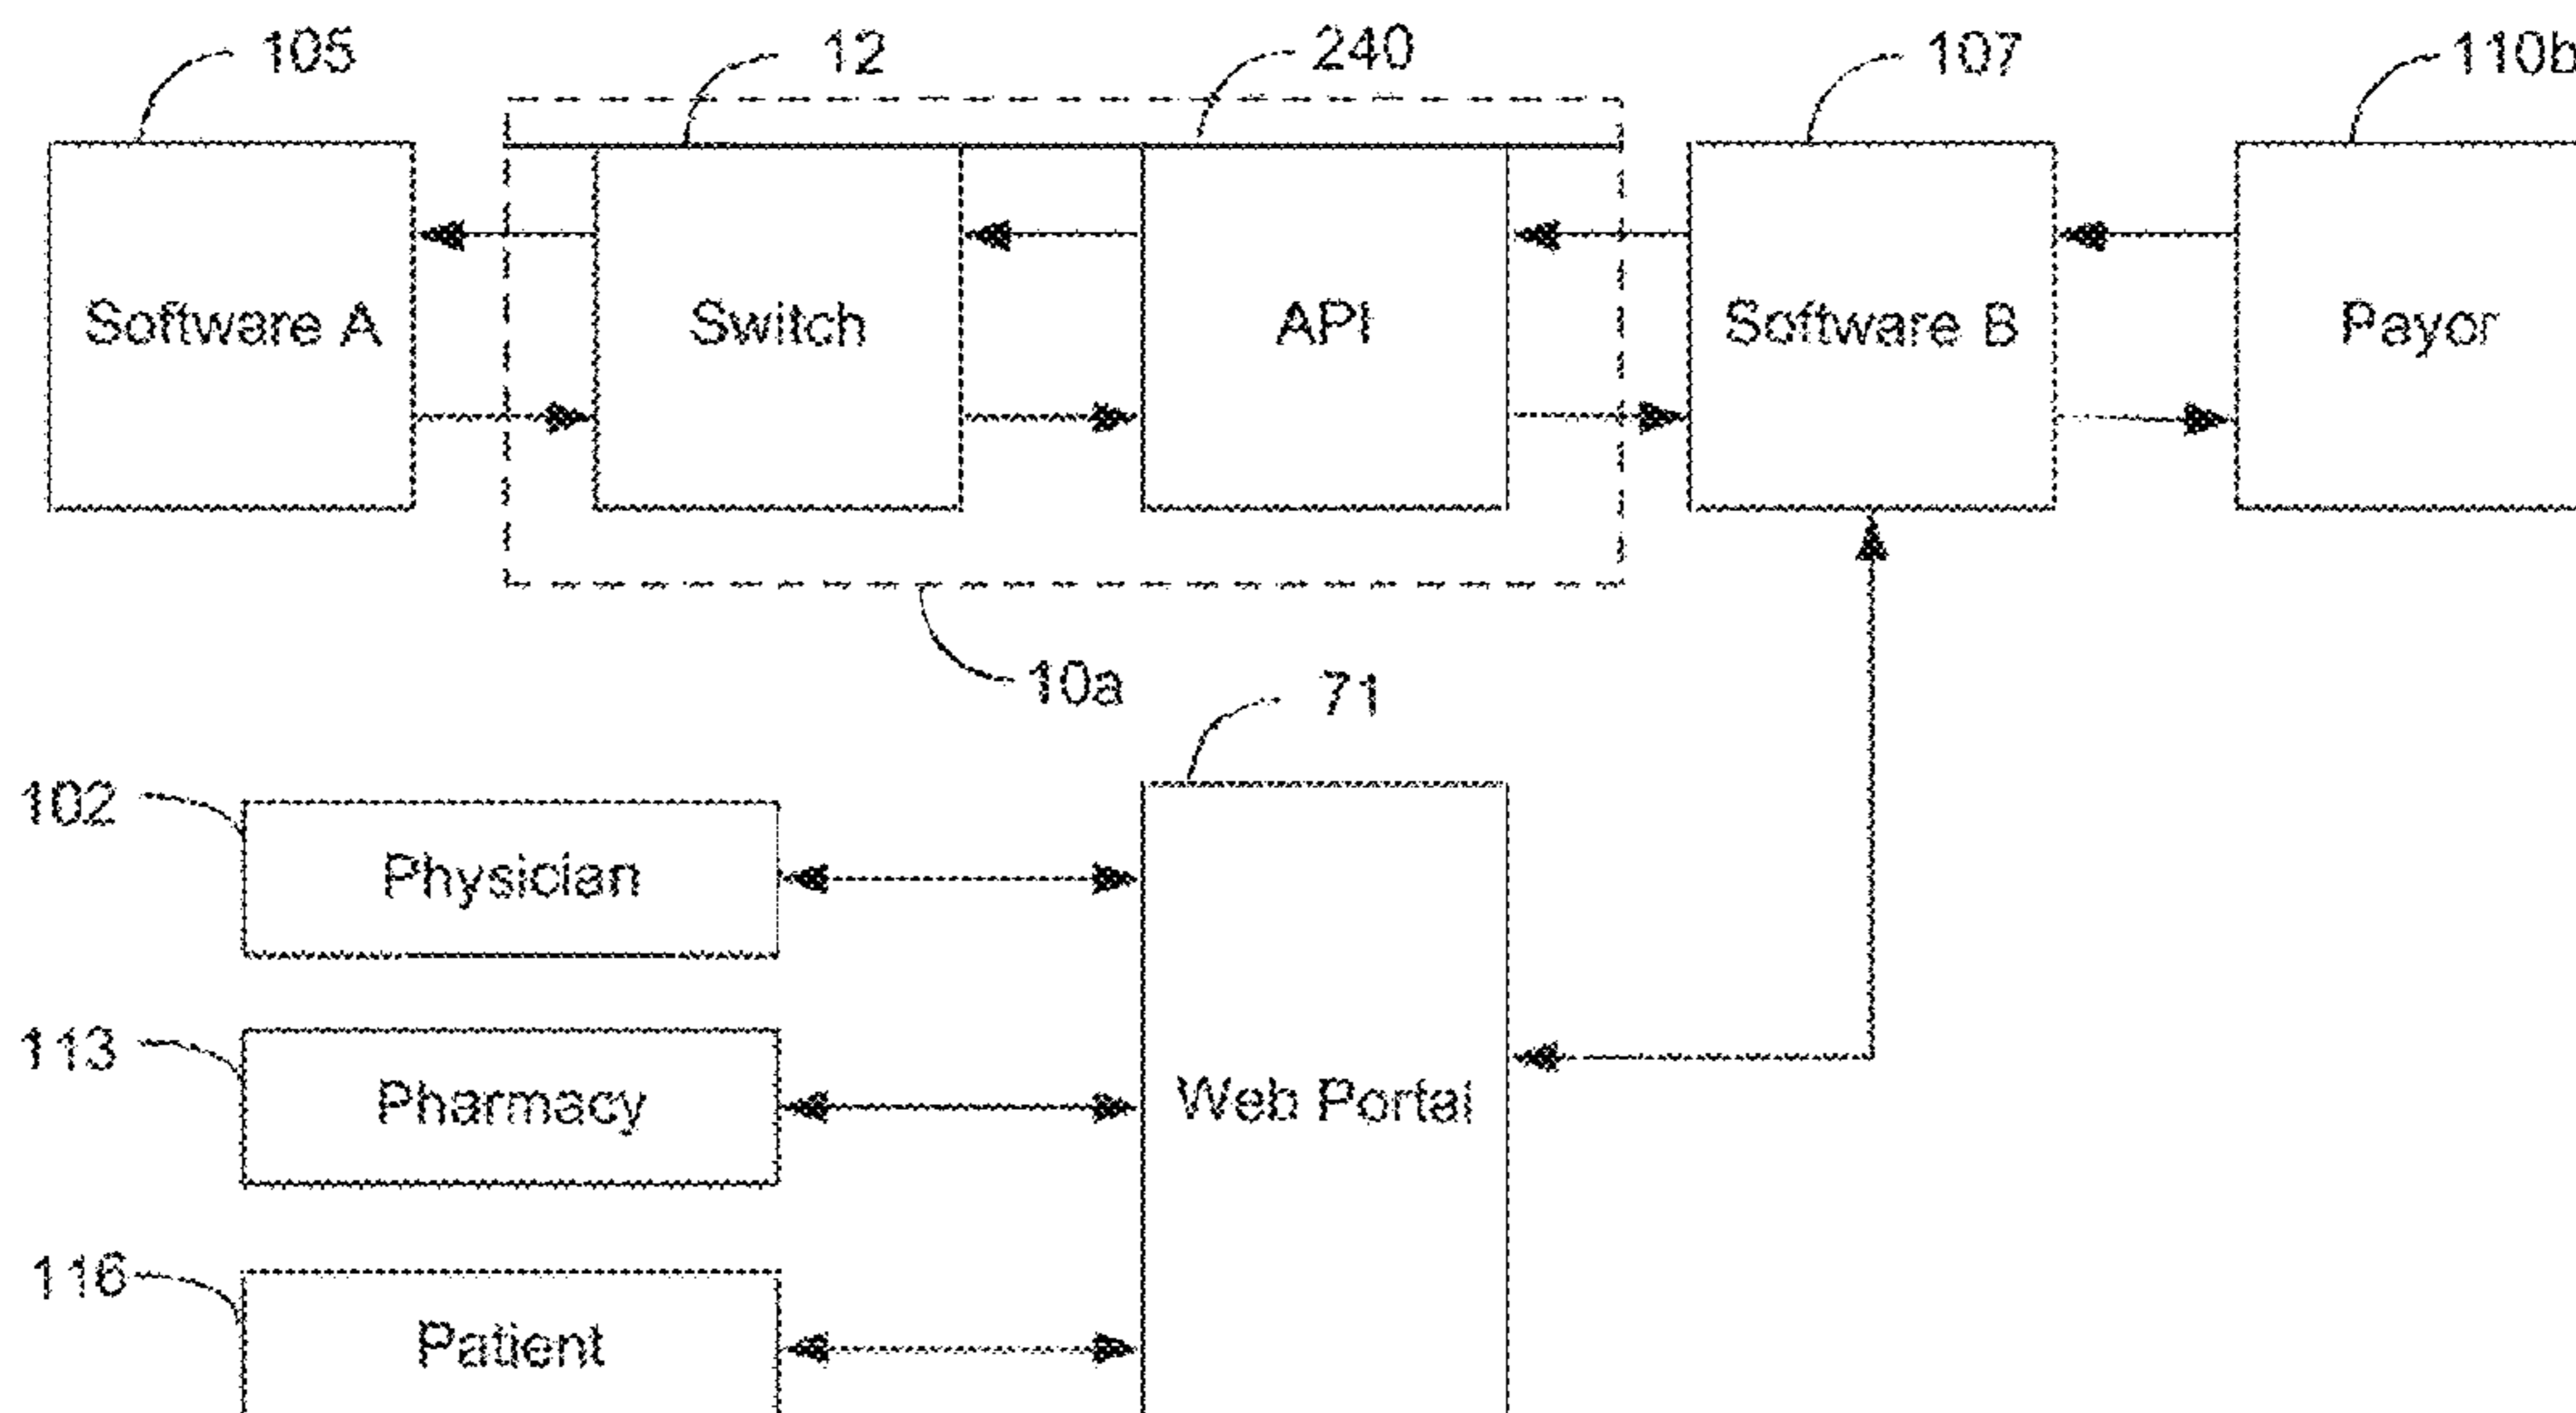 105
12
240
107
110b
Software A
Switch
API
Software B
Payor
10a
71
102
Physician
113
Pharmacy
Web Portal
116
Patient